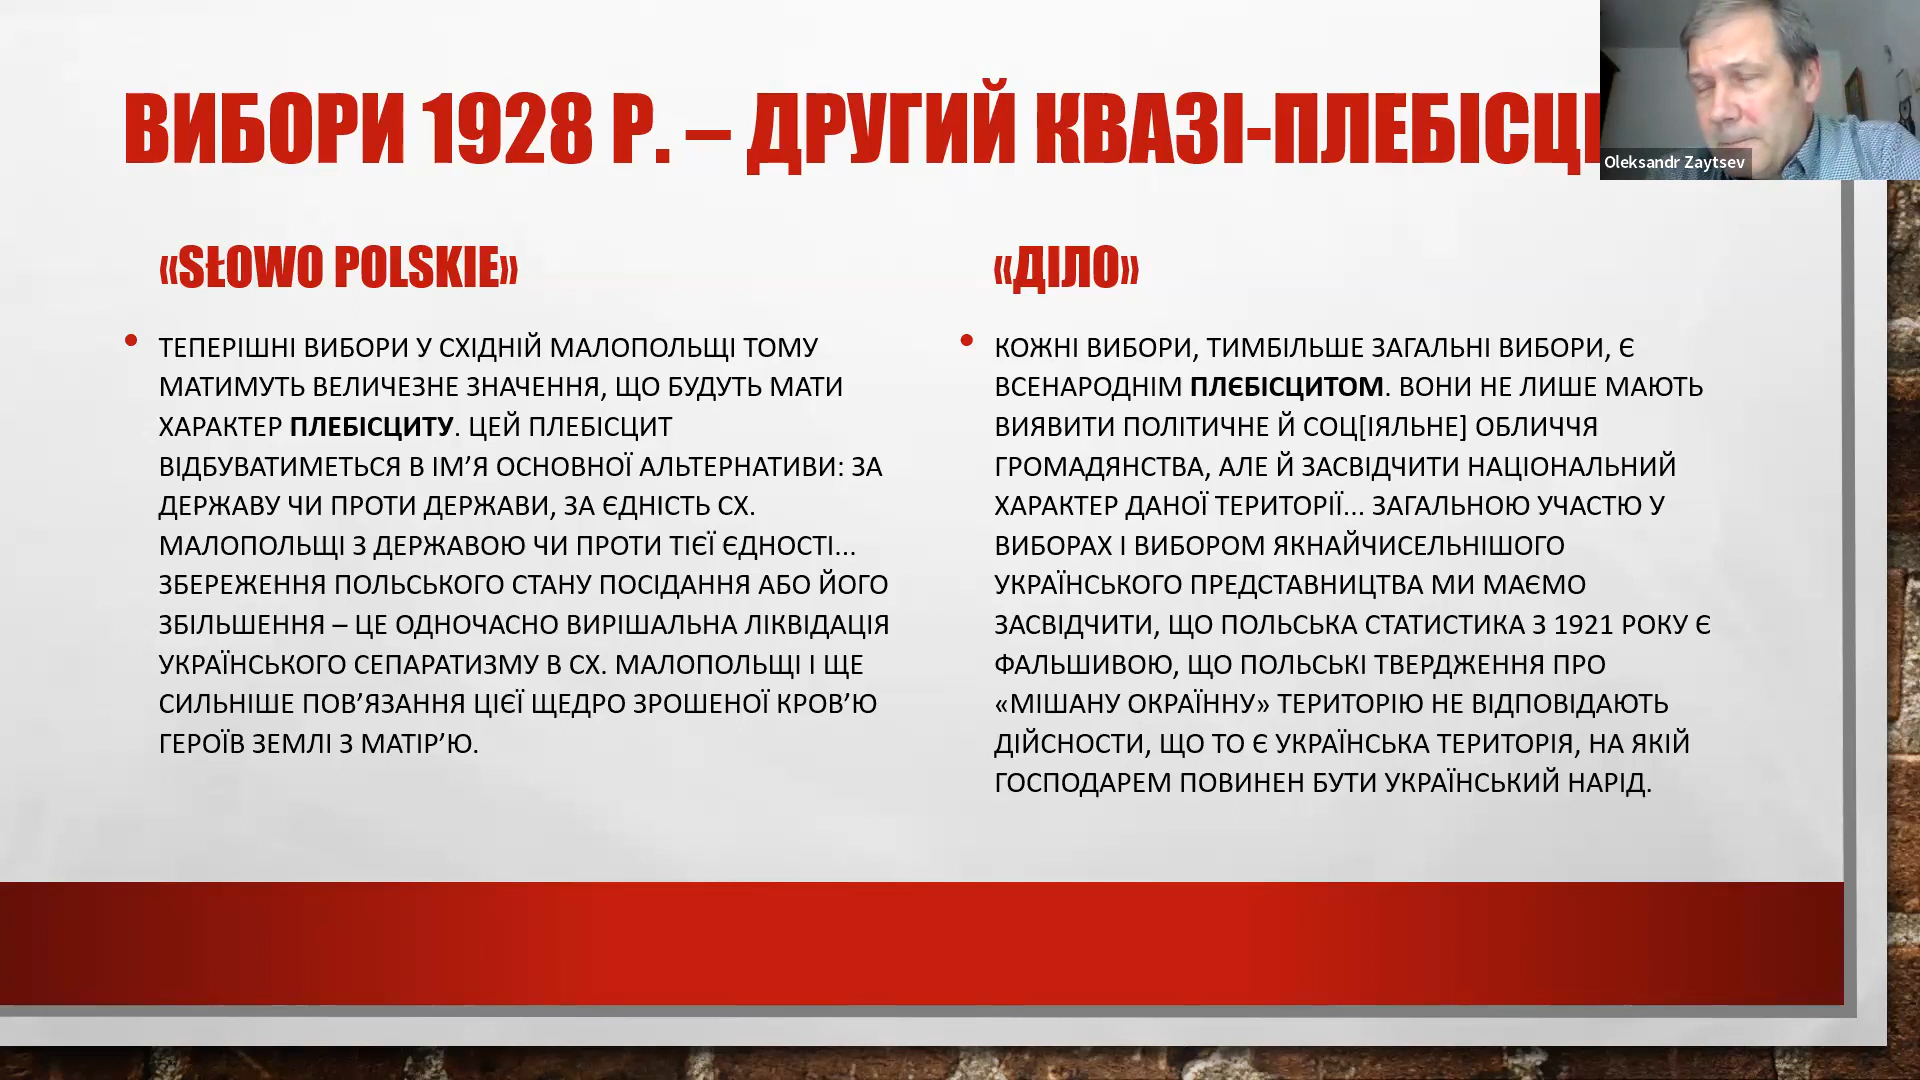 ВИБОРИ 1928 Р. – ДРУГИЙ КВАЗІ-ПЛЕБІСЦИ
Oleksandr Zaytsev
«SŁOWO POLSKIE»
ТЕПЕРІШНІ ВИБОРИ У СХІДНІЙ МАЛОПОЛЬЩІ ТОМУ
МАТИМУТЬ ВЕЛИЧЕЗНЕ ЗНАЧЕННЯ, ЩО БУДУТЬ МАТИ
ХАРАКТЕР ПЛЕБІСЦИТУ. ЦЕЙ ПЛЕБІСЦИТ
ВІДБУВАТИМЕТЬСЯ В ІМ’Я ОСНОВНОЇ АЛЬТЕРНАТИВИ: ЗА
ДЕРЖАВУ ЧИ ПРОТИ ДЕРЖАВИ, ЗА ЄДНІСТЬ СХ.
МАЛОПОЛЬЩІ З ДЕРЖАВОЮ ЧИ ПРОТИ ТІЄЇ ЄДНОСТІ...
ЗБЕРЕЖЕННЯ ПОЛЬСЬКОГО СТАНУ ПОСІДАННЯ АБО ЙОГО
ЗБІЛЬШЕННЯ – ЦЕ ОДНОЧАСНО ВИРІШАЛЬНА ЛІКВІДАЦІЯ
УКРАЇНСЬКОГО СЕПАРАТИЗМУ В СХ. МАЛОПОЛЬЩІ І ЩЕ
СИЛЬНІШЕ ПОВ’ЯЗАННЯ ЦІЄЇ ЩЕДРО ЗРОШЕНОЇ КРОВ’Ю
ГЕРОЇВ ЗЕМЛІ З МАТІР’Ю.
«ДІЛО»
КОЖНІ ВИБОРИ, ТИМБІЛЬШЕ ЗАГАЛЬНІ ВИБОРИ, Є
ВСЕНАРОДНІМ ПЛЄБІСЦИТОМ. ВОНИ НЕ ЛИШЕ МАЮТЬ
ВИЯВИТИ ПОЛІТИЧНЕ Й СОЦ[ІЯЛЬНЕ] ОБЛИЧЧЯ
ГРОМАДЯНСТВА, АЛЕ Й ЗАСВІДЧИТИ НАЦІОНАЛЬНИЙ
ХАРАКТЕР ДАНОЇ ТЕРИТОРІЇ... ЗАГАЛЬНОЮ УЧАСТЮ У
ВИБОРАХ І ВИБОРОМ ЯКНАЙЧИСЕЛЬНІШОГО
УКРАЇНСЬКОГО ПРЕДСТАВНИЦТВА МИ МАЄМО
ЗАСВІДЧИТИ, ЩО ПОЛЬСЬКА СТАТИСТИКА З 1921 РОКУ Є
ФАЛЬШИВОЮ, ЩО ПОЛЬСЬКІ ТВЕРДЖЕННЯ ПРО
«МІШАНУ ОКРАЇННУ» ТЕРИТОРІЮ НЕ ВІДПОВІДАЮТЬ
ДІЙСНОСТИ, ЩО ТО Є УКРАЇНСЬКА ТЕРИТОРІЯ, НА ЯКІЙ
ГОСПОДАРЕМ ПОВИНЕН БУТИ УКРАЇНСЬКИЙ НАРІД.